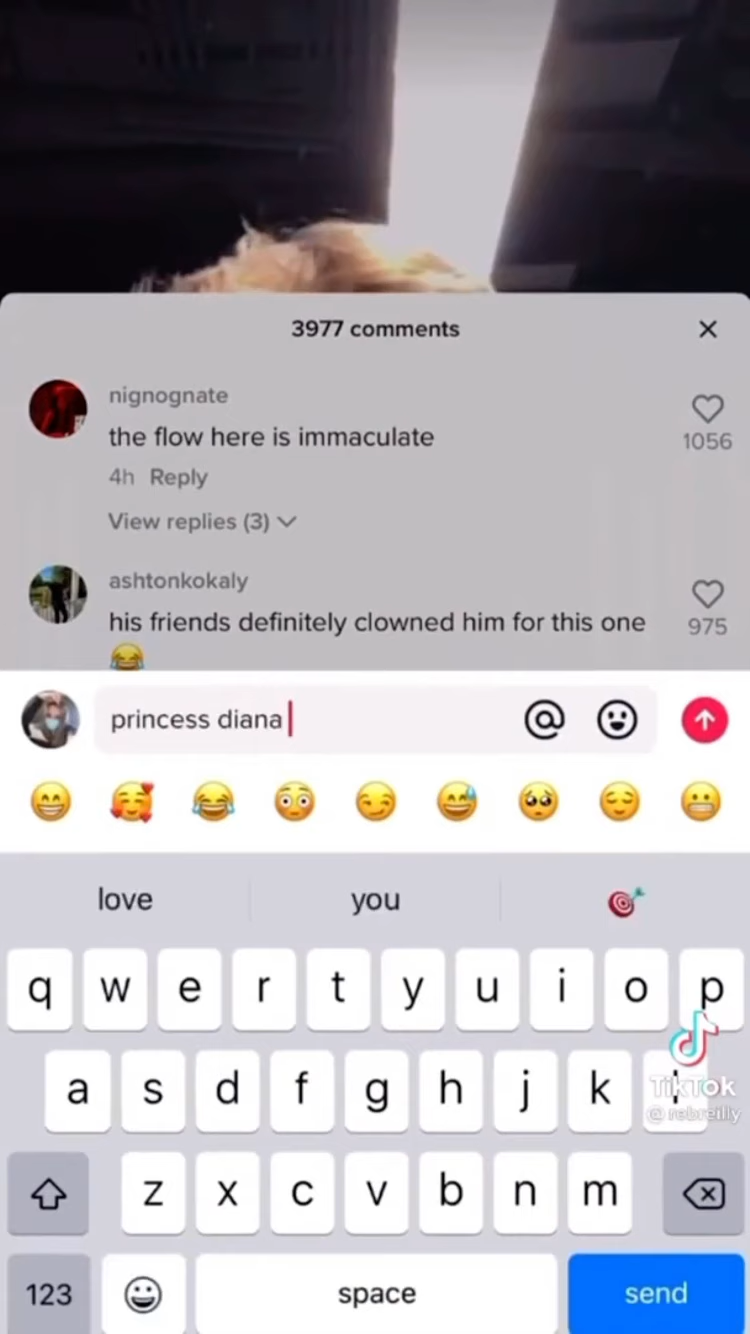 3977 comments
nignognate
the flow here is immaculate
1056
4h Reply
View replies (3)
ashtonkokaly
his friends definitely clowned him for this one
😂
975
princess diana
@
😁 🥰 😂 😳 😏 😅 🥺 😌 😬
love you 🎯
q w e r t y u i o p
a s d f g h j k l
TikTok
@rebreilly
z x c v b n m
123 space send